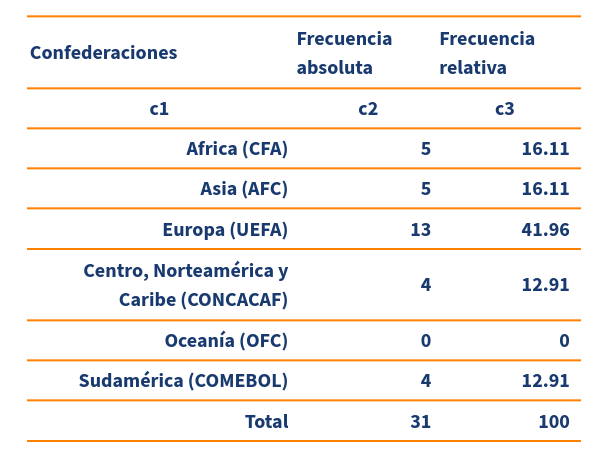 Confederaciones Frecuencia absoluta Frecuencia relativa
c1 c2 c3
Africa (CFA) 5 16.11
Asia (AFC) 5 16.11
Europa (UEFA) 13 41.96
Centro, Norteamérica y Caribe (CONCACAF) 4 12.91
Oceanía (OFC) 0 0
Sudamérica (COMEBOL) 4 12.91
Total 31 100